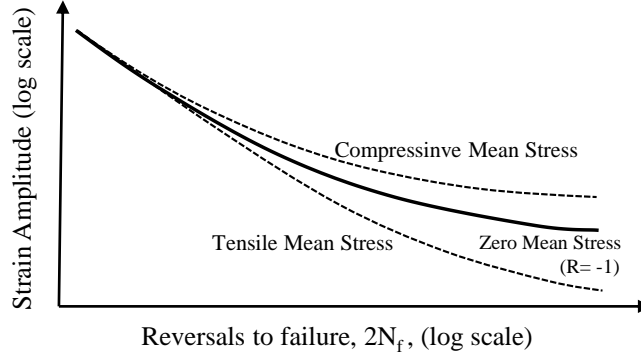 Strain Amplitude (log scale)
Compressinve Mean Stress
Tensile Mean Stress
Zero Mean Stress
(R= -1)
Reversals to failure, 2N_f, (log scale)